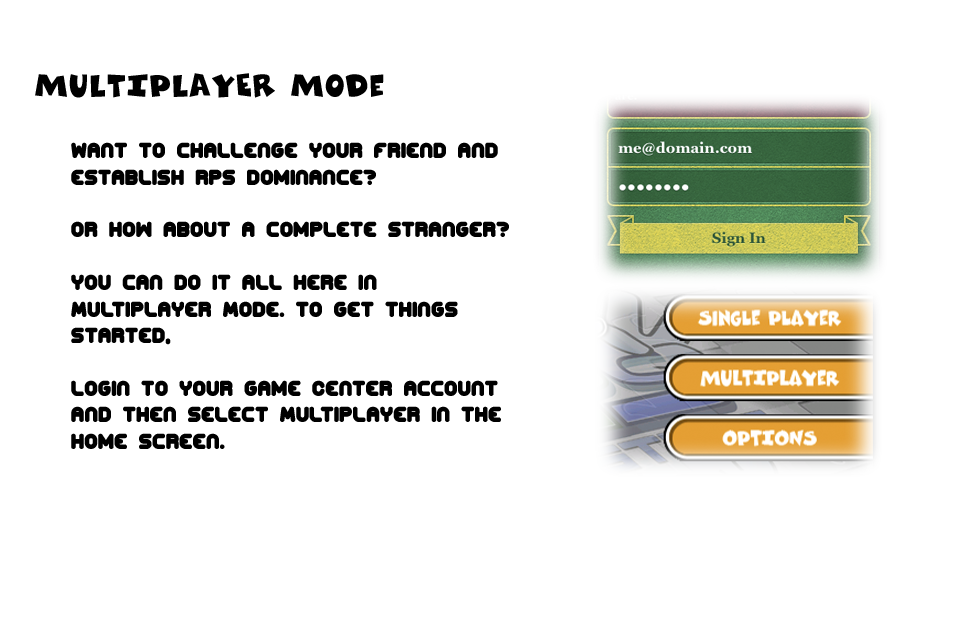 MULTIPLAYER MODE
WANT TO CHALLENGE YOUR FRIEND AND
ESTABLISH RPS DOMINANCE?
OR HOW ABOUT A COMPLETE STRANGER?
YOU CAN DO IT ALL HERE IN
MULTIPLAYER MODE. TO GET THINGS
STARTED,
LOGIN TO YOUR GAME CENTER ACCOUNT
AND THEN SELECT MULTIPLAYER IN THE
HOME SCREEN.
me@domain.com
••••••••
Sign In
SINGLE PLAYER
MULTIPLAYER
OPTIONS